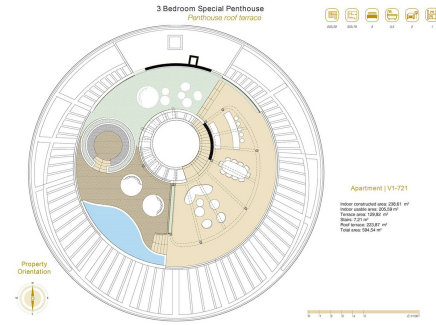 3 Bedroom Special Penthouse
Penthouse roof terrace
Apartment | V1-721
Indoor constructed area: 238,81 m²
Indoor usable area: 205,59 m²
Terrace area: 129,82 m²
Stairs: 7,21 m²
Roof terrace: 223,87 m²
Total area: 594,54 m²
Property
Orientation